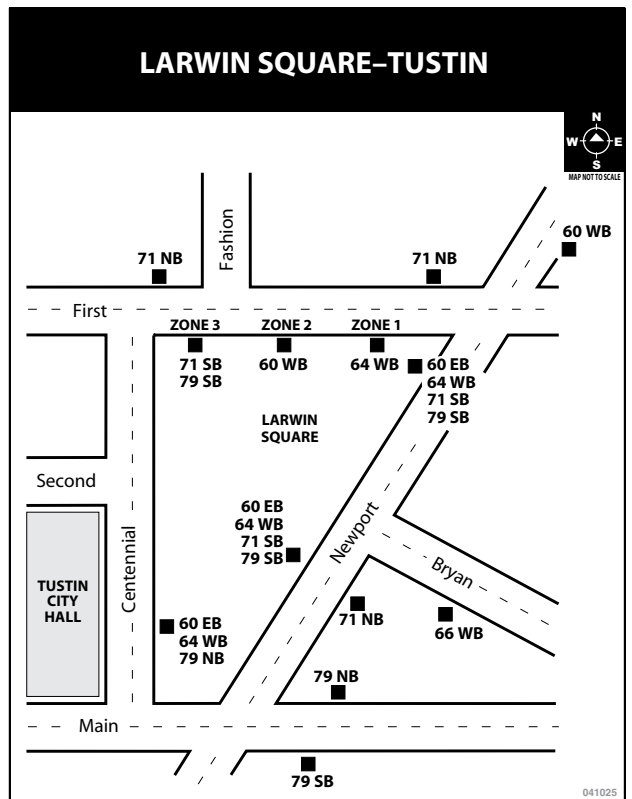 LARWIN SQUARE–TUSTIN
N
W E
S
MAP NOT TO SCALE
60 WB
Fashion
71 NB
71 NB
First
ZONE 3
ZONE 2
ZONE 1
71 SB
79 SB
60 WB
64 WB
60 EB
64 WB
71 SB
79 SB
LARWIN
SQUARE
Second
60 EB
64 WB
71 SB
79 SB
Newport
Bryan
Centennial
TUSTIN
CITY
HALL
60 EB
64 WB
79 NB
71 NB
66 WB
79 NB
Main
79 SB
041025